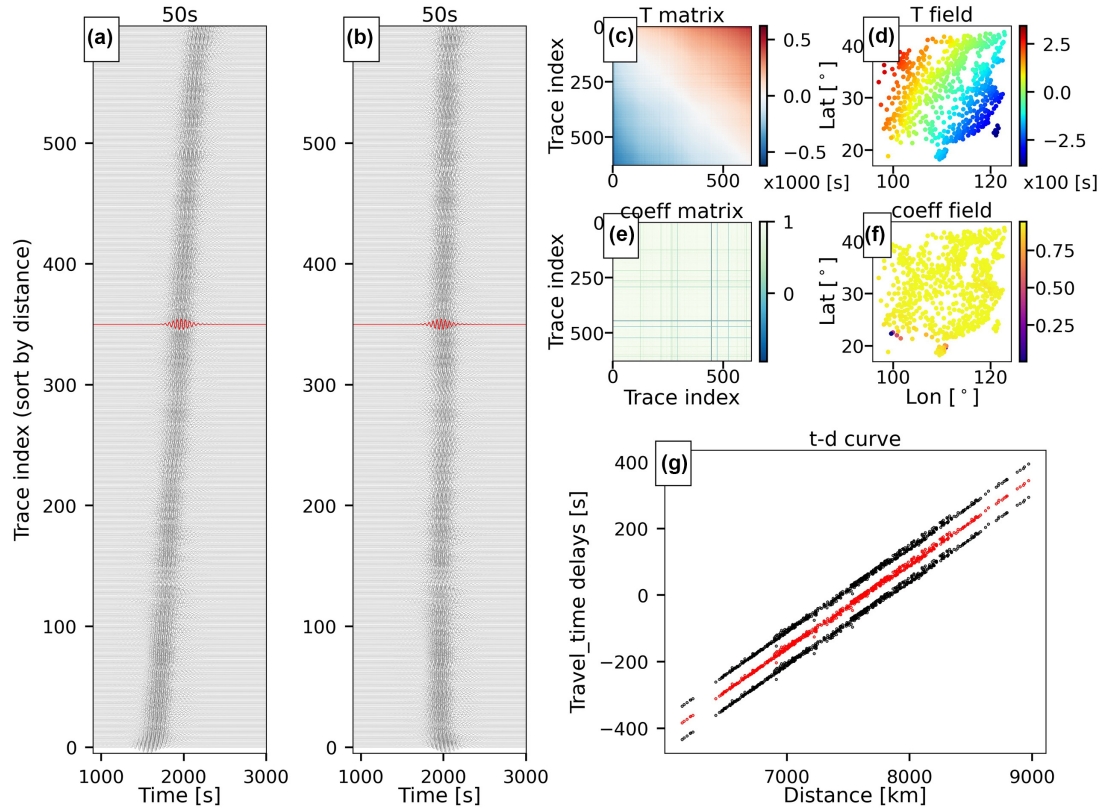 50s
(a)
Trace index (sort by distance)
500
400
300
200
100
0
1000
2000
3000
Time [s]
50s
(b)
500
400
300
200
100
0
1000
2000
3000
Time [s]
T matrix
(c)
Trace index
0
250
500
0
500
0.5
0.0
−0.5
x1000 [s]
T field
(d)
Lat [°]
40
30
20
100
120
2.5
0.0
−2.5
x100 [s]
coeff matrix
(e)
Trace index
0
250
500
0
500
Trace index
1
0
coeff field
(f)
Lat [°]
40
30
20
100
120
Lon [°]
0.75
0.50
0.25
t-d curve
(g)
Travel_time delays [s]
400
200
0
−200
−400
7000
8000
9000
Distance [km]